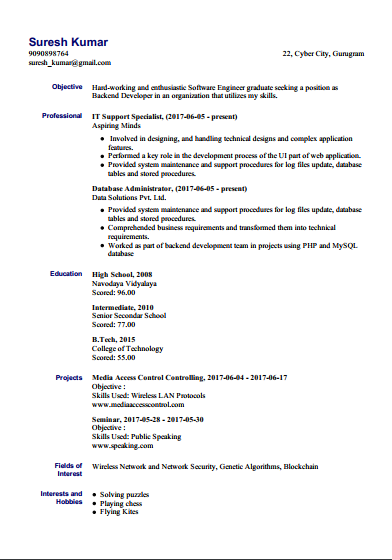 Suresh Kumar
9090898764 22, Cyber City, Gurugram
suresh_kumar@gmail.com
Objective Hard-working and enthusiastic Software Engineer graduate seeking a position as
Backend Developer in an organization that utilizes my skills.
Professional IT Support Specialist, (2017-06-05 - present)
Aspiring Minds
● Involved in designing, and handling technical designs and complex application
features.
● Performed a key role in the development process of the UI part of web application.
● Provided system maintenance and support procedures for log files update, database
tables and stored procedures.
Database Administrator, (2017-06-05 - present)
Data Solutions Pvt. Ltd.
● Provided system maintenance and support procedures for log files update, database
tables and stored procedures.
● Comprehended business requirements and transformed them into technical
requirements.
● Worked as part of backend development team in projects using PHP and MySQL
database
Education High School, 2008
Navodaya Vidyalaya
Scored: 96.00
Intermediate, 2010
Senior Secondar School
Scored: 77.00
B.Tech, 2015
College of Technology
Scored: 55.00
Projects Media Access Control Controlling, 2017-06-04 - 2017-06-17
Objective :
Skills Used: Wireless LAN Protocols
www.mediaaccesscontrol.com
Seminar, 2017-05-28 - 2017-05-30
Objective :
Skills Used: Public Speaking
www.speaking.com
Fields of Wireless Network and Network Security, Genetic Algorithms, Blockchain
Interest
Interests and ● Solving puzzles
Hobbies ● Playing chess
● Flying Kites